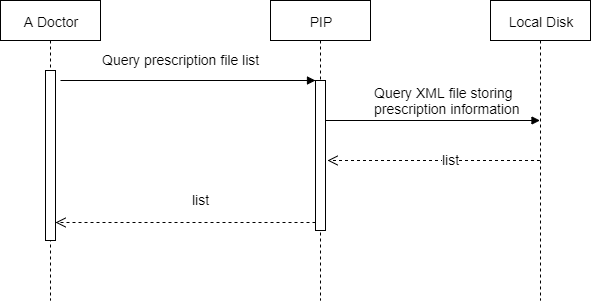 A Doctor
PIP
Local Disk
Query prescription file list
Query XML file storing
prescription information
list
list